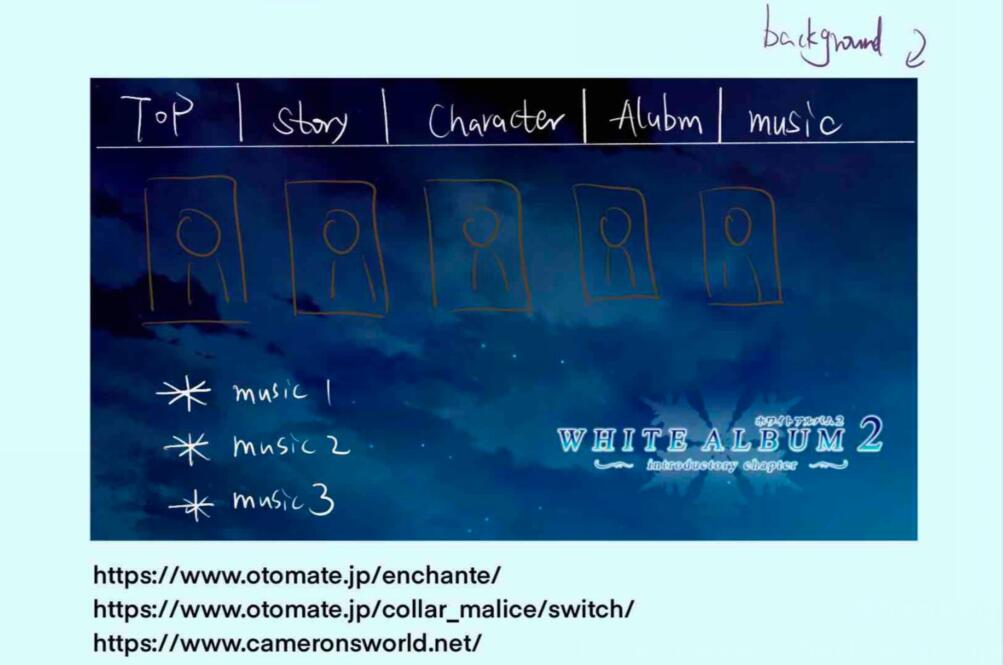 background
TOP | Story | Character | Alubm | music
* music 1
* music 2
* music 3
ホワイトアルバム2
WHITE ALBUM 2
introductory chapter
https://www.otomate.jp/enchante/
https://www.otomate.jp/collar_malice/switch/
https://www.cameronsworld.net/